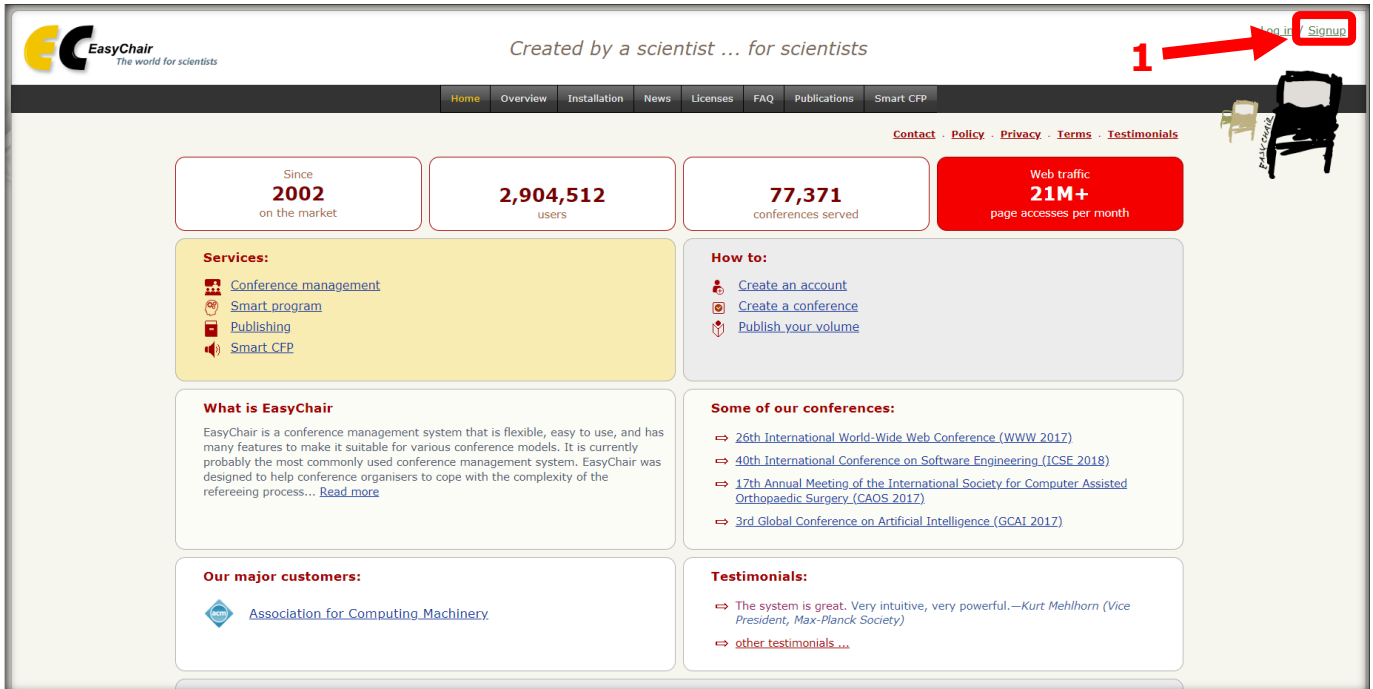 EasyChair
The world for scientists
Created by a scientist ... for scientists
Log in / Signup
1
Home Overview Installation News Licenses FAQ Publications Smart CFP
EASYCHAIR
Contact . Policy . Privacy . Terms . Testimonials
Since
2002
on the market
2,904,512
users
77,371
conferences served
Web traffic
21M+
page accesses per month
Services:
Conference management
Smart program
Publishing
Smart CFP
How to:
Create an account
Create a conference
Publish your volume
What is EasyChair
EasyChair is a conference management system that is flexible, easy to use, and has
many features to make it suitable for various conference models. It is currently
probably the most commonly used conference management system. EasyChair was
designed to help conference organisers to cope with the complexity of the
refereeing process... Read more
Some of our conferences:
26th International World-Wide Web Conference (WWW 2017)
40th International Conference on Software Engineering (ICSE 2018)
17th Annual Meeting of the International Society for Computer Assisted
Orthopaedic Surgery (CAOS 2017)
3rd Global Conference on Artificial Intelligence (GCAI 2017)
Our major customers:
acm
Association for Computing Machinery
Testimonials:
The system is great. Very intuitive, very powerful.—Kurt Mehlhorn (Vice
President, Max-Planck Society)
other testimonials ...